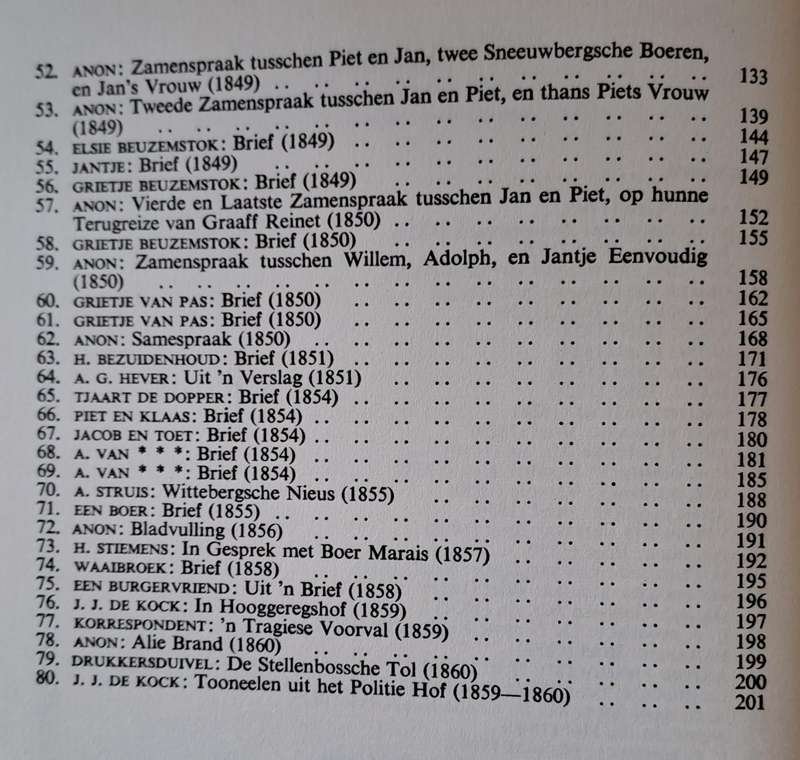 52. ANON: Zamenspraak tusschen Piet en Jan, twee Sneeuwbergsche Boeren,
en Jan's Vrouw (1849) .. .. .. .. .. .. .. .. .. .. .. .. 133
53. ANON: Tweede Zamenspraak tusschen Jan en Piet, en thans Piets Vrouw
(1849) .. .. .. .. .. .. .. .. .. .. .. .. .. .. .. 139
54. ELSIE BEUZEMSTOK: Brief (1849) .. .. .. .. .. .. .. .. .. .. 144
55. JANTJE: Brief (1849) .. .. .. .. .. .. .. .. .. .. .. .. 147
56. GRIETJE BEUZEMSTOK: Brief (1849) .. .. .. .. .. .. .. .. .. 149
57. ANON: Vierde en Laatste Zamenspraak tusschen Jan en Piet, op hunne
Terugreize van Graaff Reinet (1850) .. .. .. .. .. .. .. .. .. 152
58. GRIETJE BEUZEMSTOK: Brief (1850) .. .. .. .. .. .. .. .. .. 155
59. ANON: Zamenspraak tusschen Willem, Adolph, en Jantje Eenvoudig
(1850) .. .. .. .. .. .. .. .. .. .. .. .. .. .. .. 158
60. GRIETJE VAN PAS: Brief (1850) .. .. .. .. .. .. .. .. .. .. 162
61. GRIETJE VAN PAS: Brief (1850) .. .. .. .. .. .. .. .. .. .. 165
62. ANON: Samespraak (1850) .. .. .. .. .. .. .. .. .. .. .. 168
63. H. BEZUIDENHOUD: Brief (1851) .. .. .. .. .. .. .. .. .. .. 171
64. A. G. HEVER: Uit 'n Verslag (1851) .. .. .. .. .. .. .. .. .. 176
65. TJAART DE DOPPER: Brief (1854) .. .. .. .. .. .. .. .. .. .. 177
66. PIET EN KLAAS: Brief (1854) .. .. .. .. .. .. .. .. .. .. .. 178
67. JACOB EN TOET: Brief (1854) .. .. .. .. .. .. .. .. .. .. .. 180
68. A. VAN * * *: Brief (1854) .. .. .. .. .. .. .. .. .. .. .. 181
69. A. VAN * * *: Brief (1854) .. .. .. .. .. .. .. .. .. .. .. 185
70. A. STRUIS: Wittebergsche Nieus (1855) .. .. .. .. .. .. .. .. 188
71. EEN BOER: Brief (1855) .. .. .. .. .. .. .. .. .. .. .. .. 190
72. ANON: Bladvulling (1856) .. .. .. .. .. .. .. .. .. .. .. 191
73. H. STIEMENS: In Gesprek met Boer Marais (1857) .. .. .. .. .. .. 192
74. WAAIBROEK: Brief (1858) .. .. .. .. .. .. .. .. .. .. .. 195
75. EEN BURGERVRIEND: Uit 'n Brief (1858) .. .. .. .. .. .. .. .. 196
76. J. J. DE KOCK: In Hooggeregshof (1859) .. .. .. .. .. .. .. .. 197
77. KORRESPONDENT: 'n Tragiese Voorval (1859) .. .. .. .. .. .. .. 198
78. ANON: Alie Brand (1860) .. .. .. .. .. .. .. .. .. .. .. 199
79. DRUKKERSDUIVEL: De Stellenbossche Tol (1860) .. .. .. .. .. .. 200
80. J. J. DE KOCK: Tooneelen uit het Politie Hof (1859—1860) .. .. .. 201